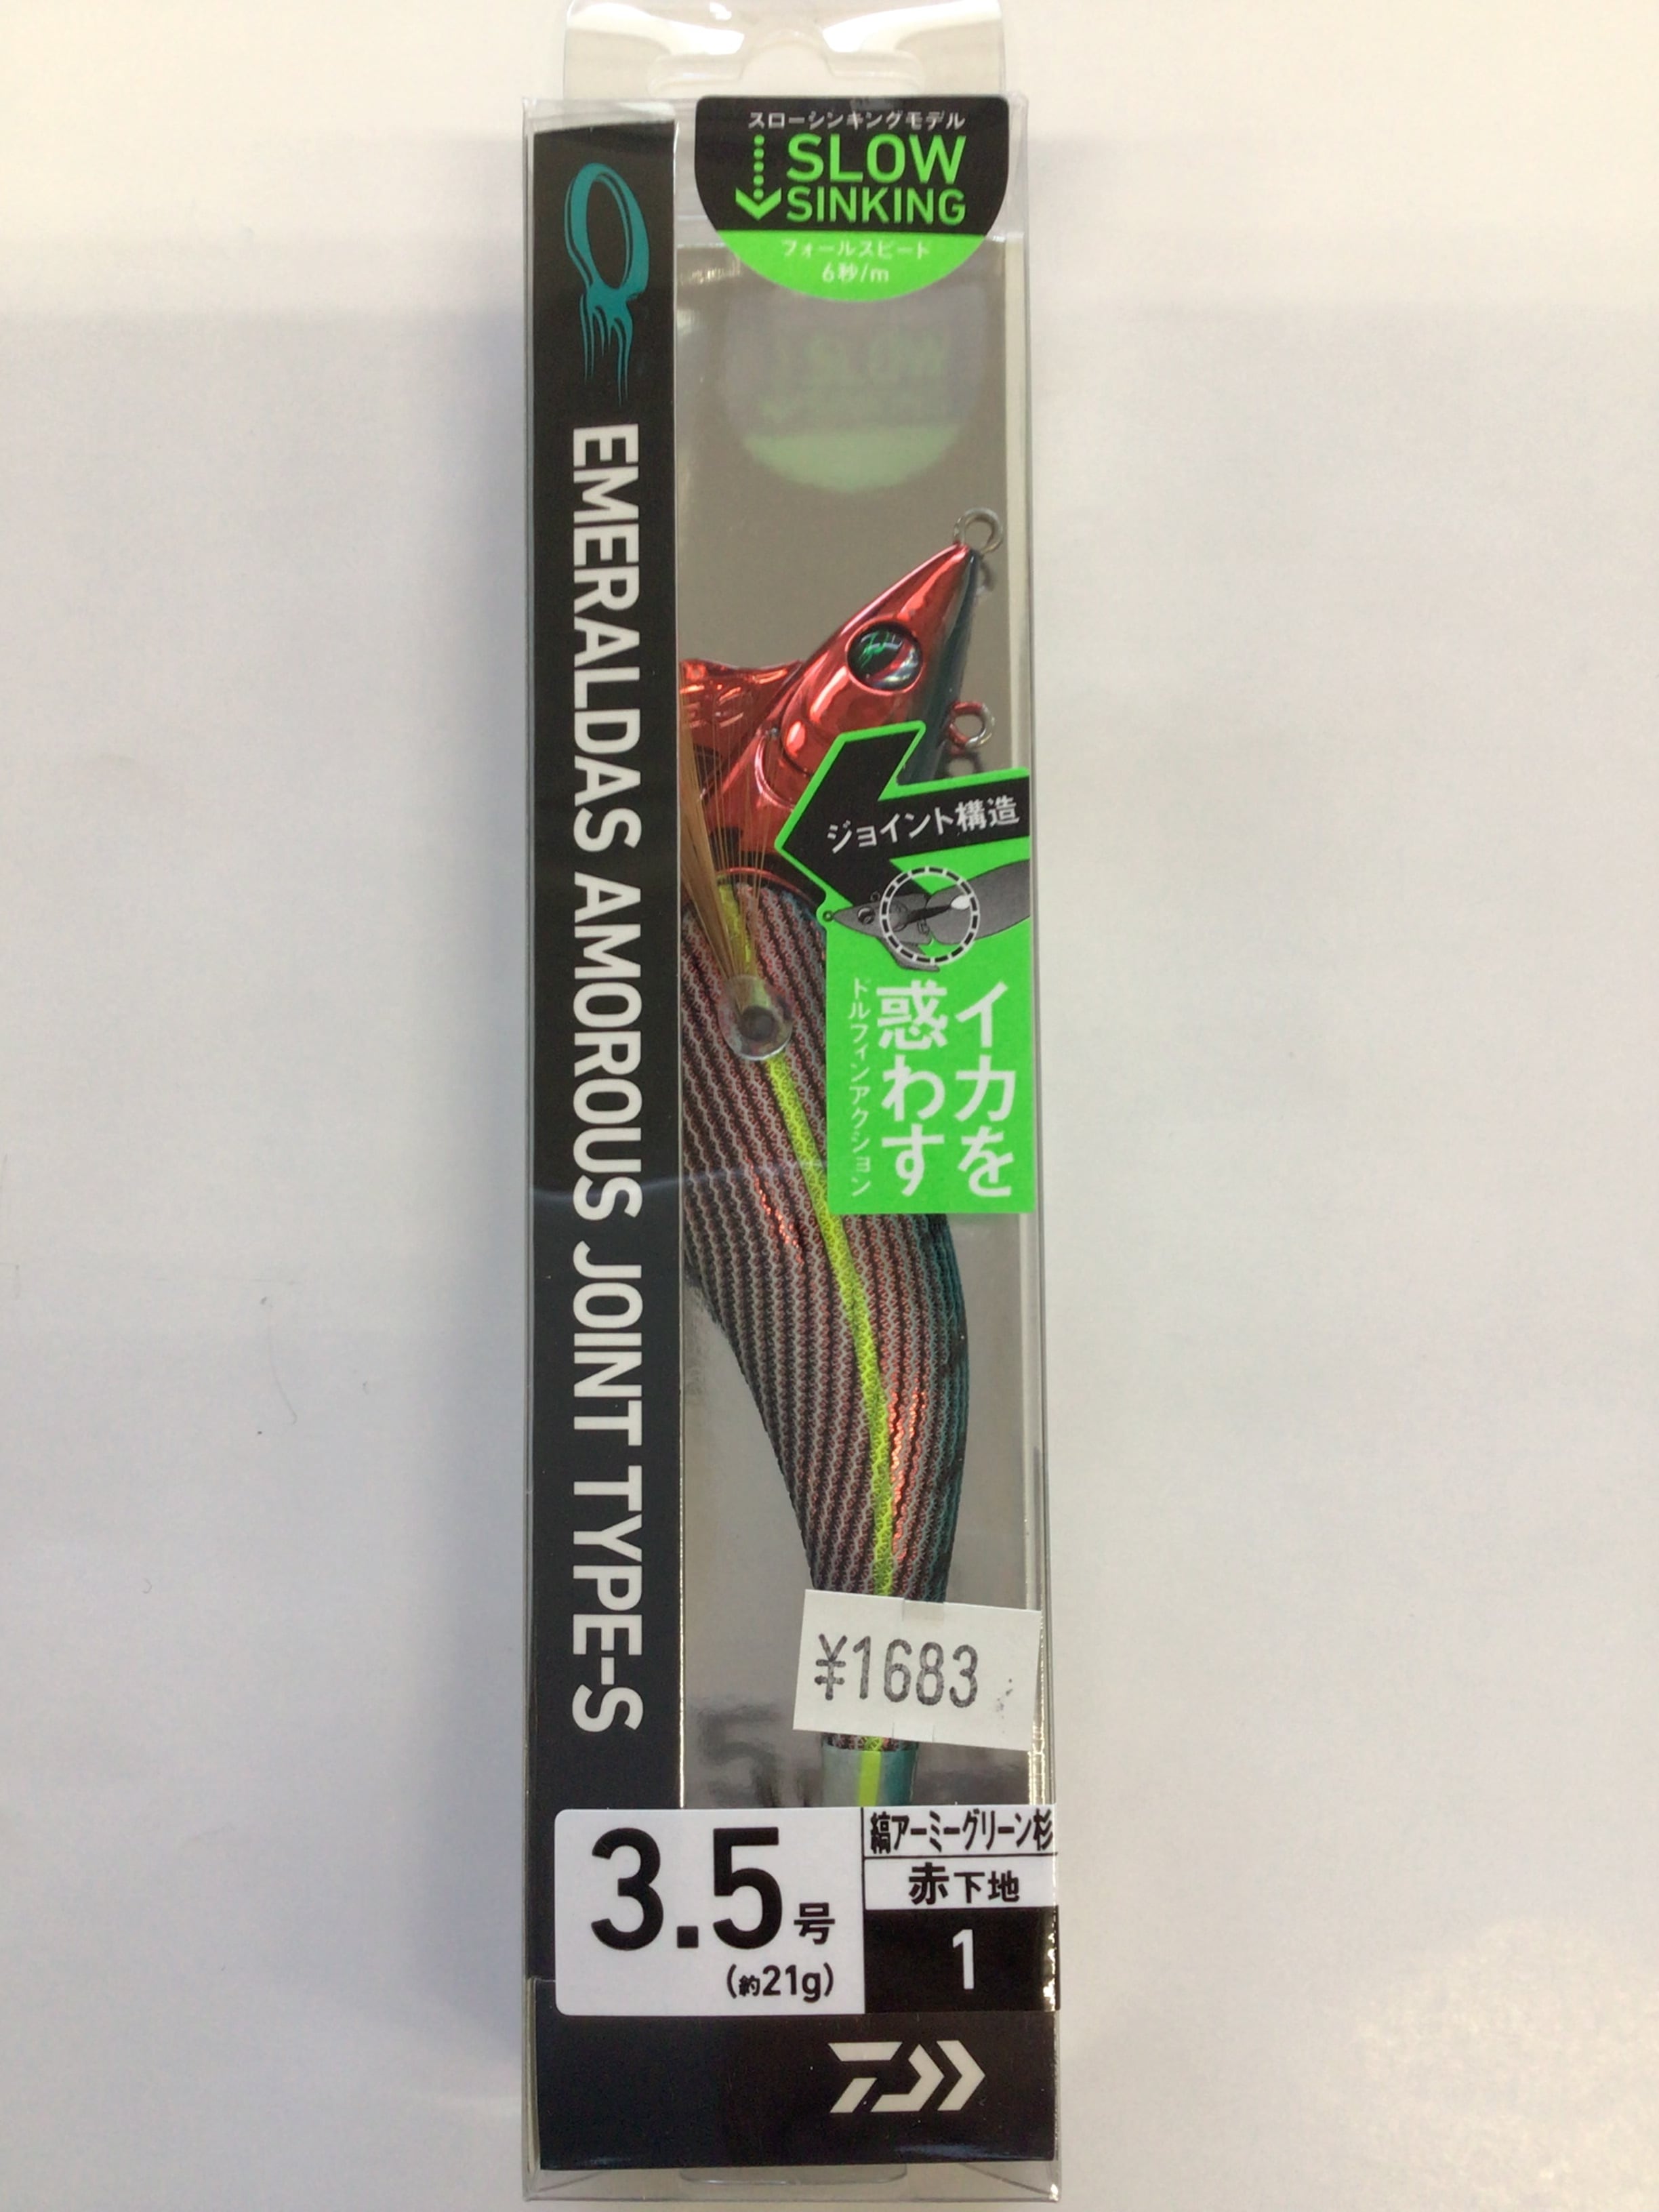 スローシンキングモデル
SLOW
SINKING
フォールスピード
6秒/m
EMERALDAS AMOROUS JOINT TYPE-S
ジョイント構造
イカを
惑わす
ドルフィンアクション
¥1683
3.5号
(約21g)
縞アーミーグリーン杉
赤下地
1